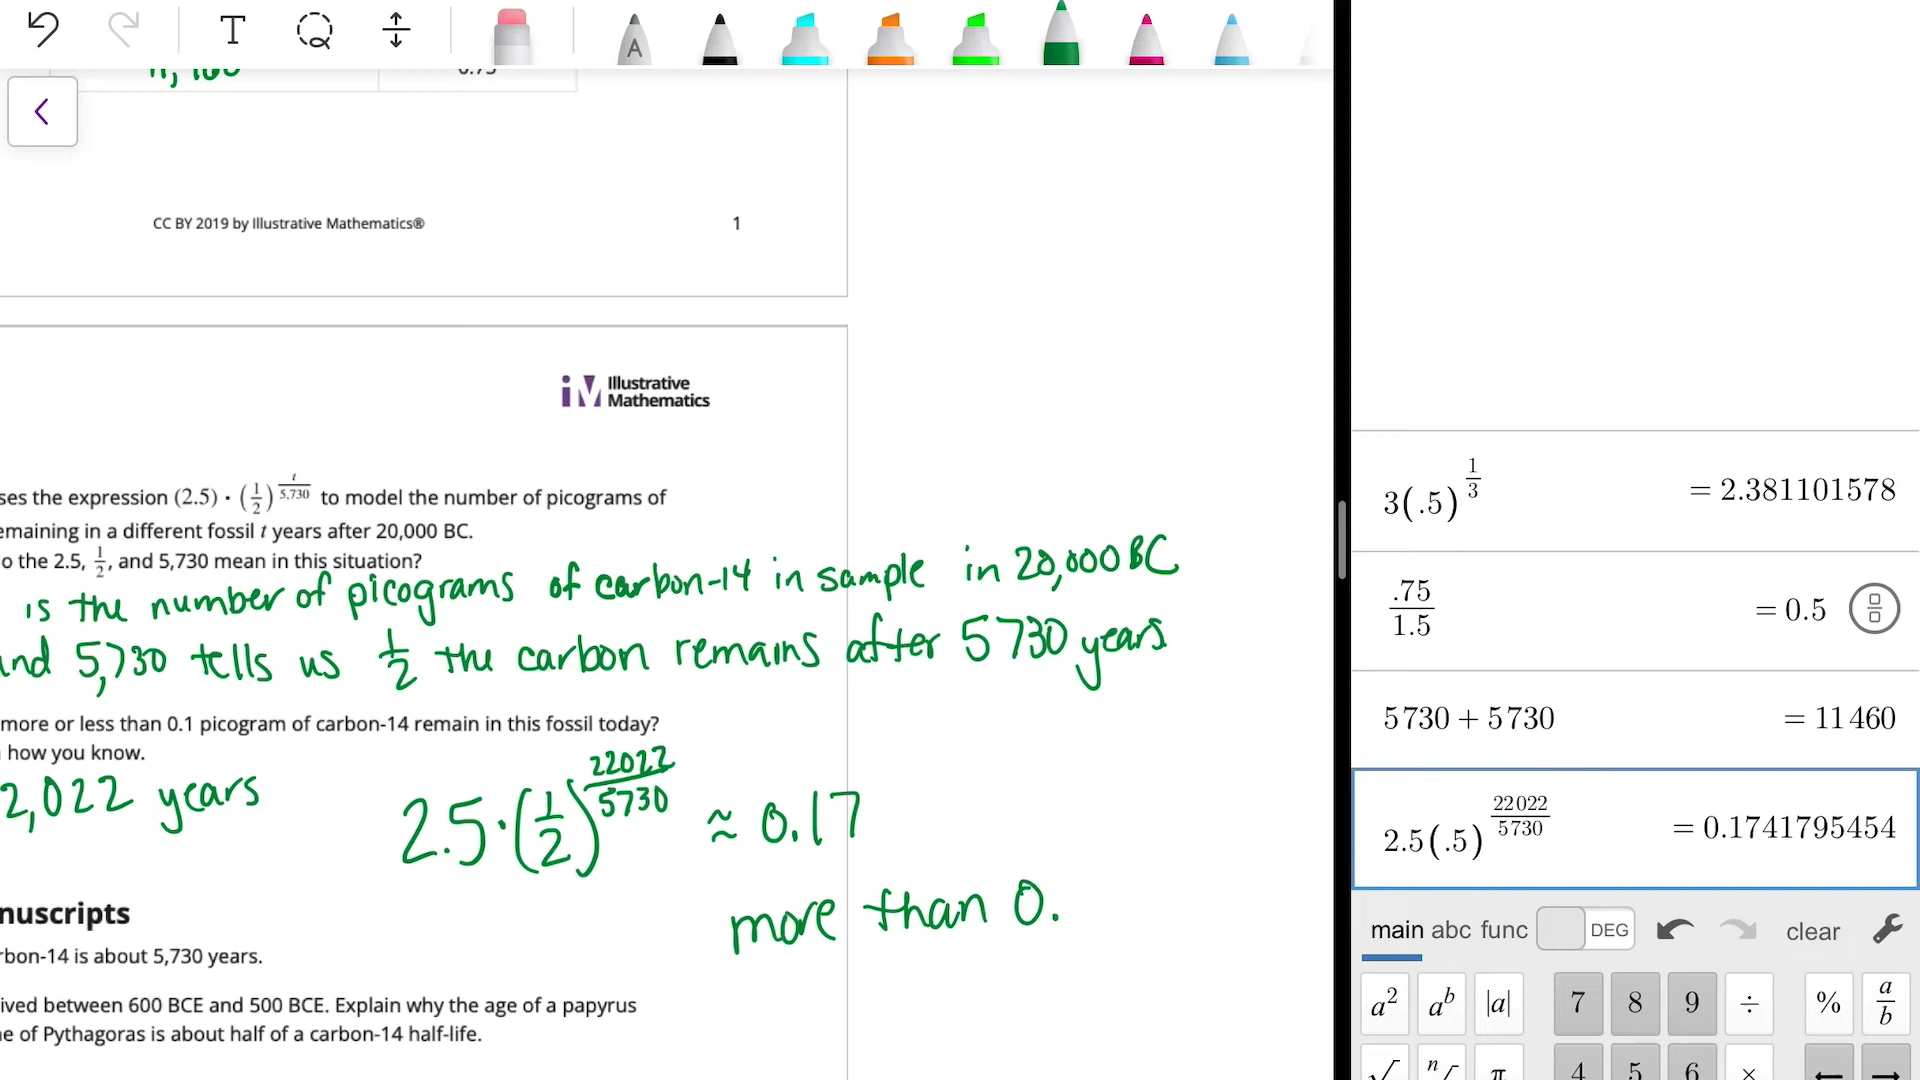 T
A
11,460
0.75
CC BY 2019 by Illustrative Mathematics® 1
Illustrative
Mathematics
ses the expression (2.5) · (1/2)^(t/5,730) to model the number of picograms of
emaining in a different fossil t years after 20,000 BC.
o the 2.5, 1/2, and 5,730 mean in this situation?
is the number of picograms of carbon-14 in sample in 20,000 BC
and 5,730 tells us 1/2 the carbon remains after 5730 years
more or less than 0.1 picogram of carbon-14 remain in this fossil today?
how you know.
2,022 years
2.5·(1/2)^(22022/5730) ≈ 0.17
more than 0.
nuscripts
rbon-14 is about 5,730 years.
ived between 600 BCE and 500 BCE. Explain why the age of a papyrus
e of Pythagoras is about half of a carbon-14 half-life.
3(.5)^(1/3) = 2.381101578
.75/1.5 = 0.5
5730 + 5730 = 11460
2.5(.5)^(22022/5730) = 0.1741795454
main abc func DEG clear
a² aᵇ |a| 7 8 9 ÷ % a/b
√ ⁿ√ π 4 5 6 × ← →